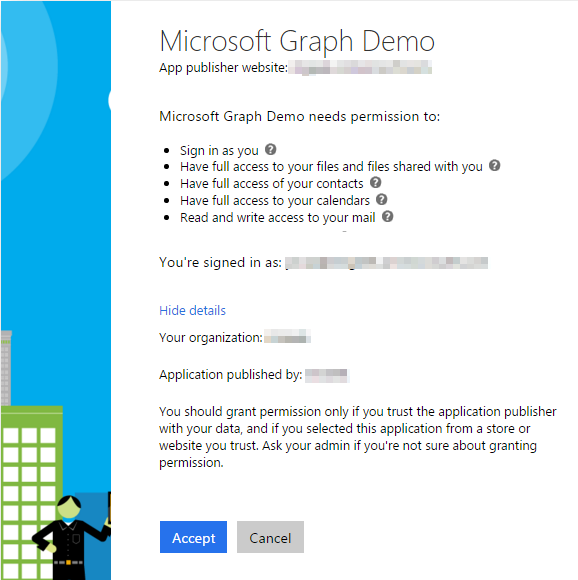 Microsoft Graph Demo
App publisher website:
Microsoft Graph Demo needs permission to:
Sign in as you ?
Have full access to your files and files shared with you ?
Have full access of your contacts ?
Have full access to your calendars ?
Read and write access to your mail ?
You're signed in as:
Hide details
Your organization:
Application published by:
You should grant permission only if you trust the application publisher
with your data, and if you selected this application from a store or
website you trust. Ask your admin if you're not sure about granting
permission.
Accept Cancel